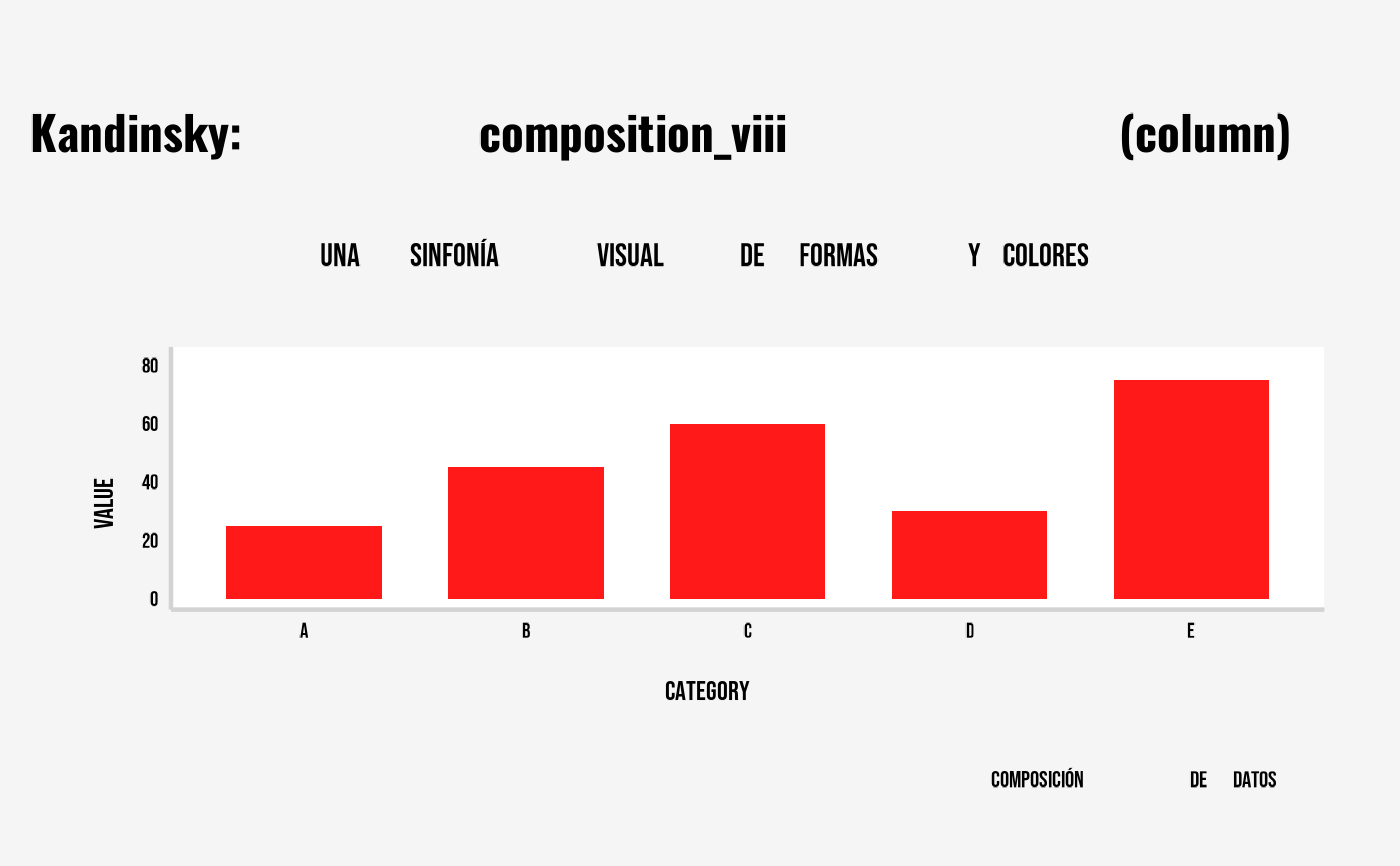 Kandinsky: composition_viii (column)
UNA SINFONÍA VISUAL DE FORMAS Y COLORES
80
60
40
20
0
VALUE
A B C D E
CATEGORY
COMPOSICIÓN DE DATOS